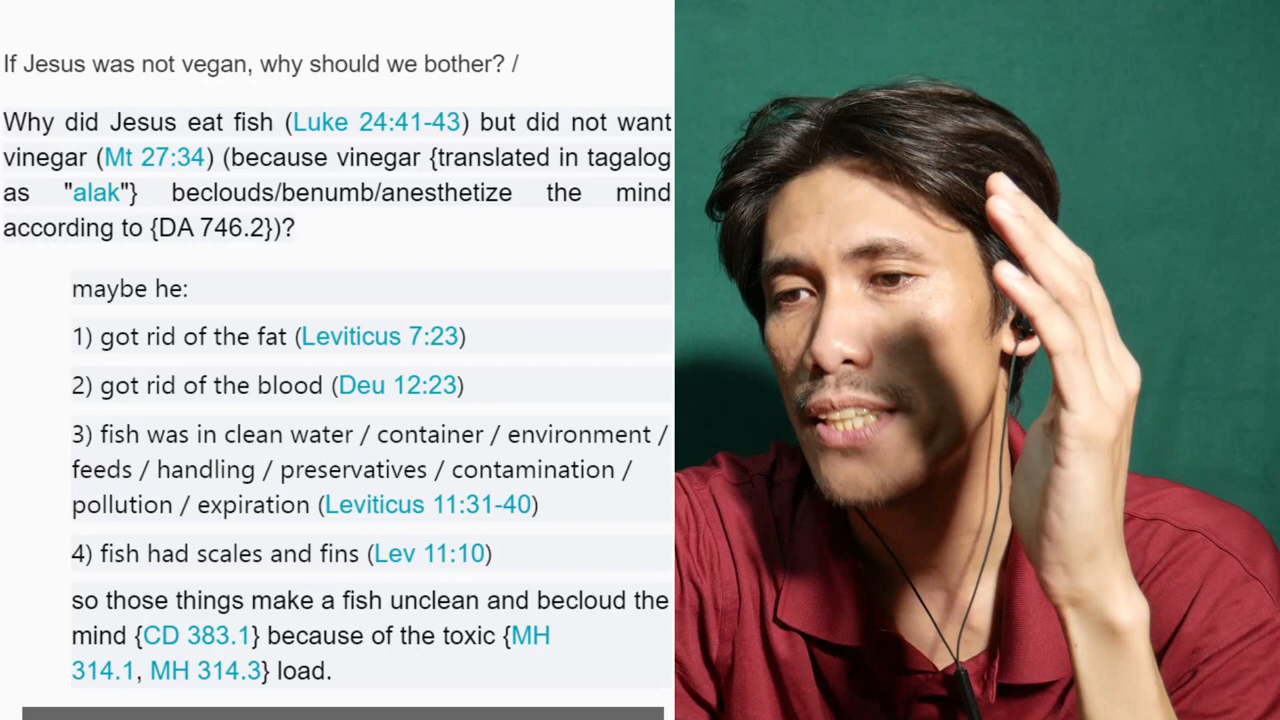 If Jesus was not vegan, why should we bother? /
Why did Jesus eat fish (Luke 24:41-43) but did not want
vinegar (Mt 27:34) (because vinegar {translated in tagalog
as "alak"} beclouds/benumb/anesthetize the mind
according to {DA 746.2})?
maybe he:
1) got rid of the fat (Leviticus 7:23)
2) got rid of the blood (Deu 12:23)
3) fish was in clean water / container / environment /
feeds / handling / preservatives / contamination /
pollution / expiration (Leviticus 11:31-40)
4) fish had scales and fins (Lev 11:10)
so those things make a fish unclean and becloud the
mind {CD 383.1} because of the toxic {MH
314.1, MH 314.3} load.